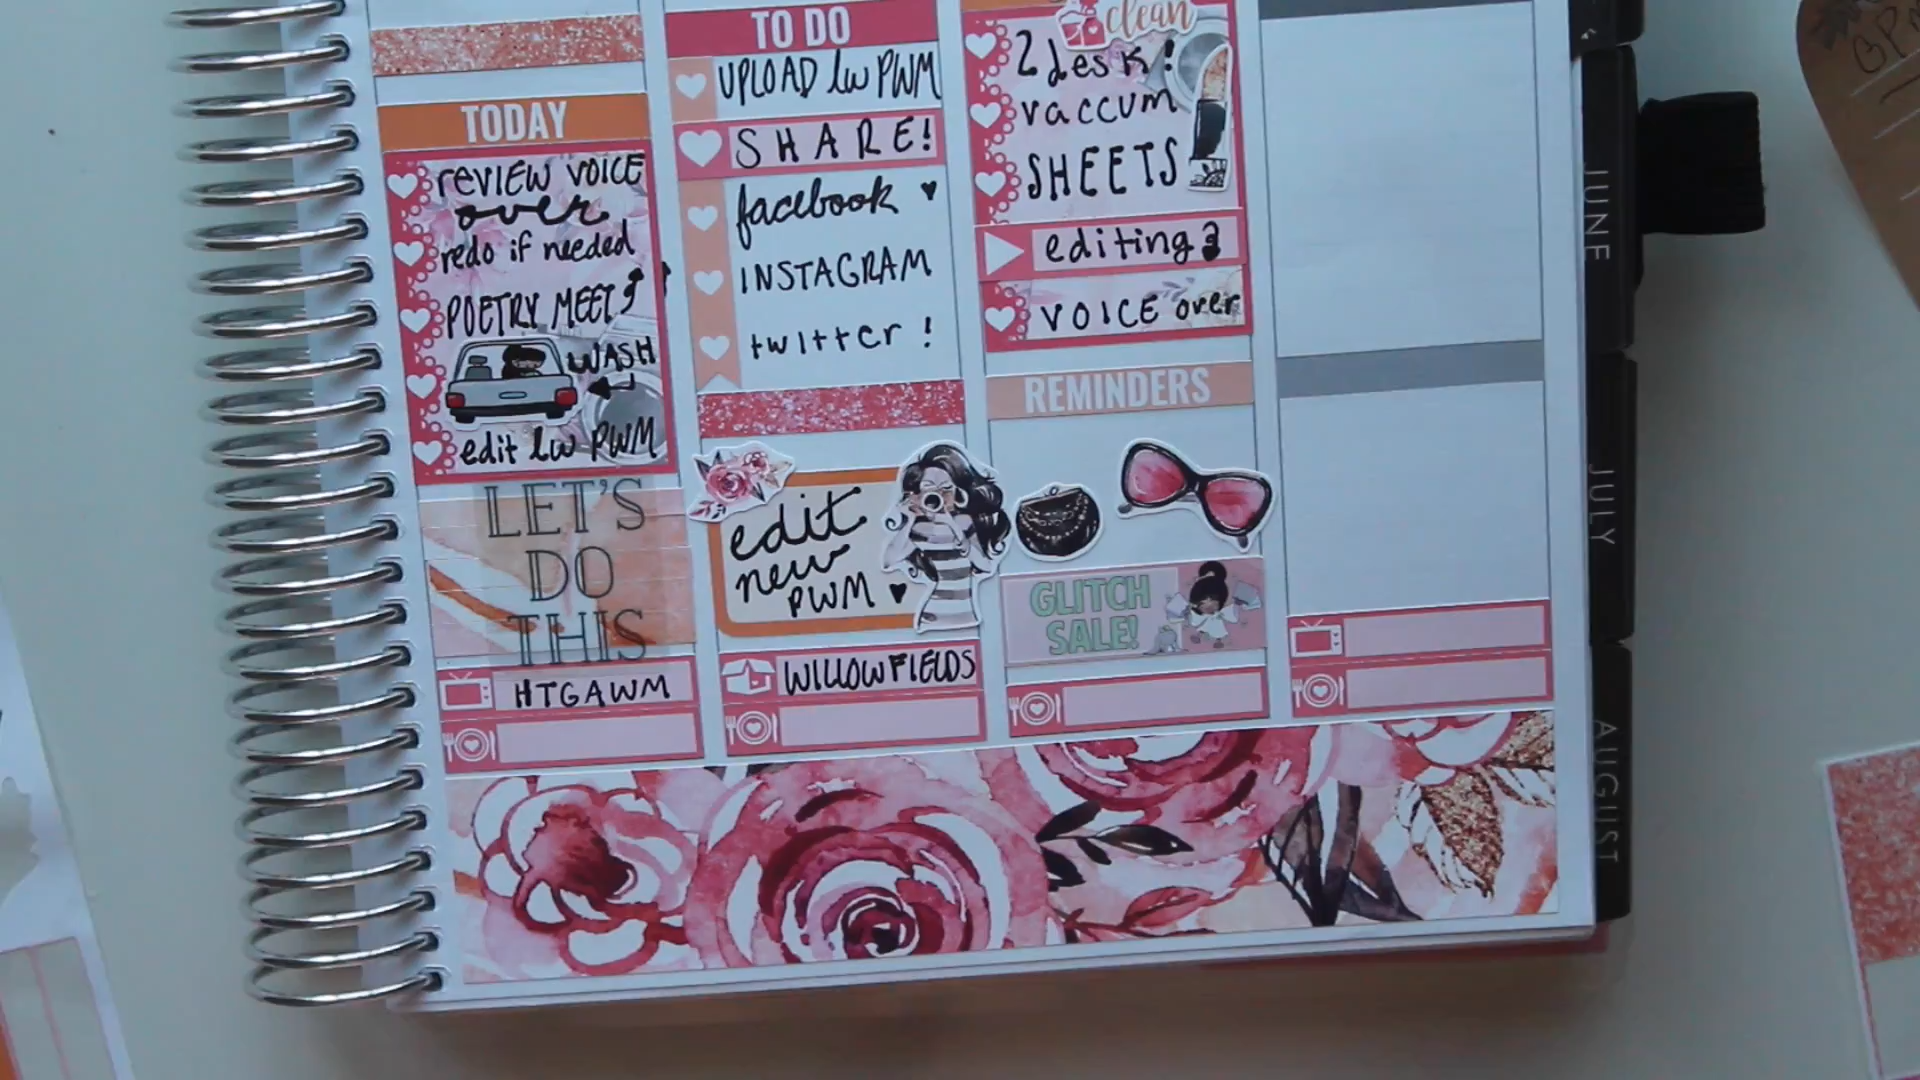 TODAY
REVIEW VOICE
over
redo if needed
POETRY MEET
WASH
edit lw PWM
LET'S
DO
THIS
HTGAWM
TO DO
UPLOAD lw PWM
SHARE!
facebook
INSTAGRAM
twitter !
edit
new
PWM
WILLOWFIELDS
clean
desk!
vaccum
SHEETS
editing
VOICE over
REMINDERS
GLITCH
SALE!
JUNE
JULY
AUGUST